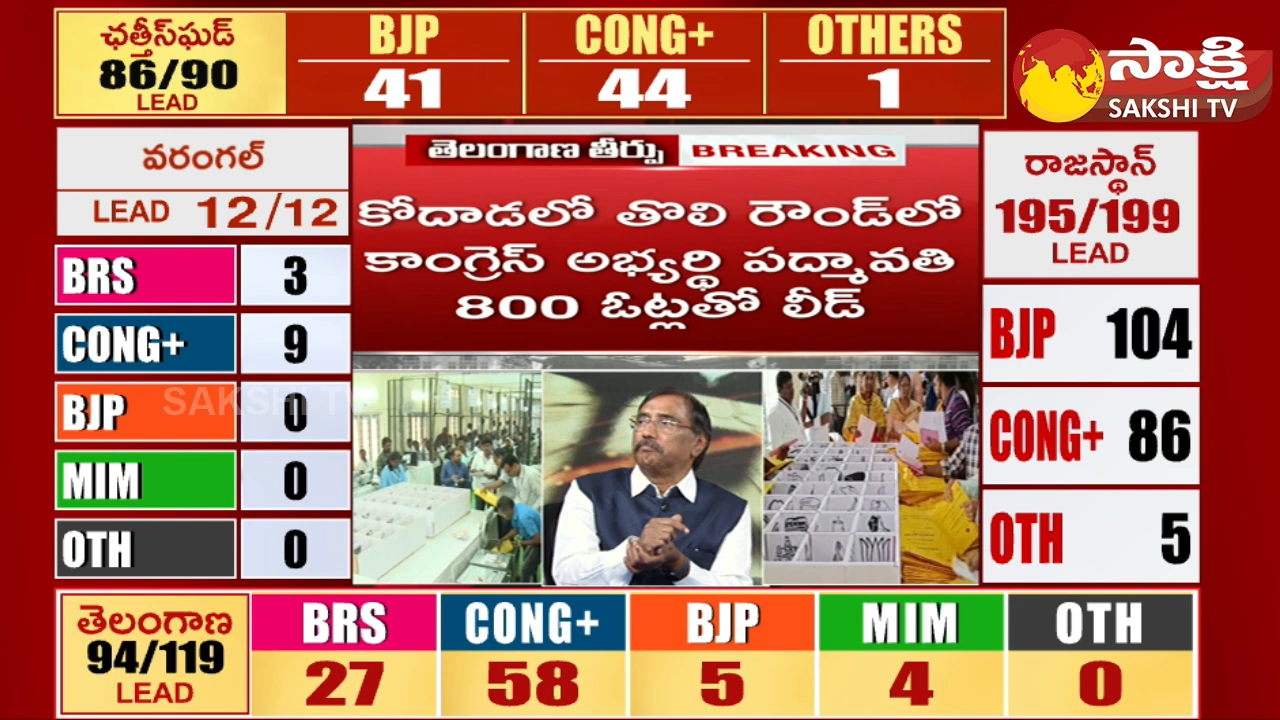 ఛత్తీస్‌ఘడ్
86/90
LEAD
BJP
41
CONG+
44
OTHERS
1
సాక్షి
SAKSHI TV
వరంగల్
LEAD 12/12
BRS 3
CONG+ 9
BJP 0
MIM 0
OTH 0
తెలంగాణ తీర్పు BREAKING
కోదాడలో తొలి రౌండ్‌లో
కాంగ్రెస్ అభ్యర్థి పద్మావతి
800 ఓట్లతో లీడ్
SAKSHI TV
రాజస్థాన్
195/199
LEAD
BJP 104
CONG+ 86
OTH 5
తెలంగాణ
94/119
LEAD
BRS
27
CONG+
58
BJP
5
MIM
4
OTH
0